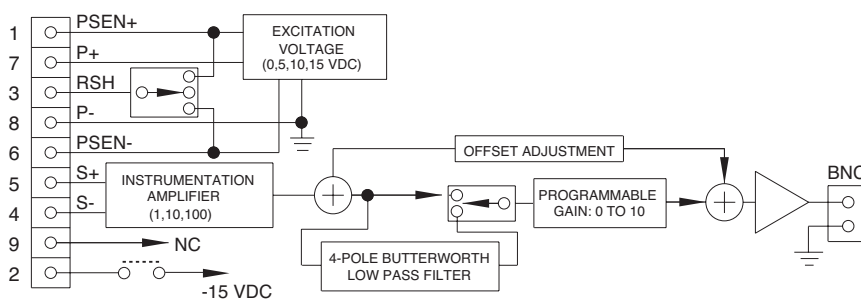 1 PSEN+
7 P+
3 RSH
8 P-
6 PSEN-
5 S+
4 S-
9 NC
2 -15 VDC
EXCITATION
VOLTAGE
(0,5,10,15 VDC)
INSTRUMENTATION
AMPLIFIER
(1,10,100)
OFFSET ADJUSTMENT
4-POLE BUTTERWORTH
LOW PASS FILTER
PROGRAMMABLE
GAIN: 0 TO 10
BNC